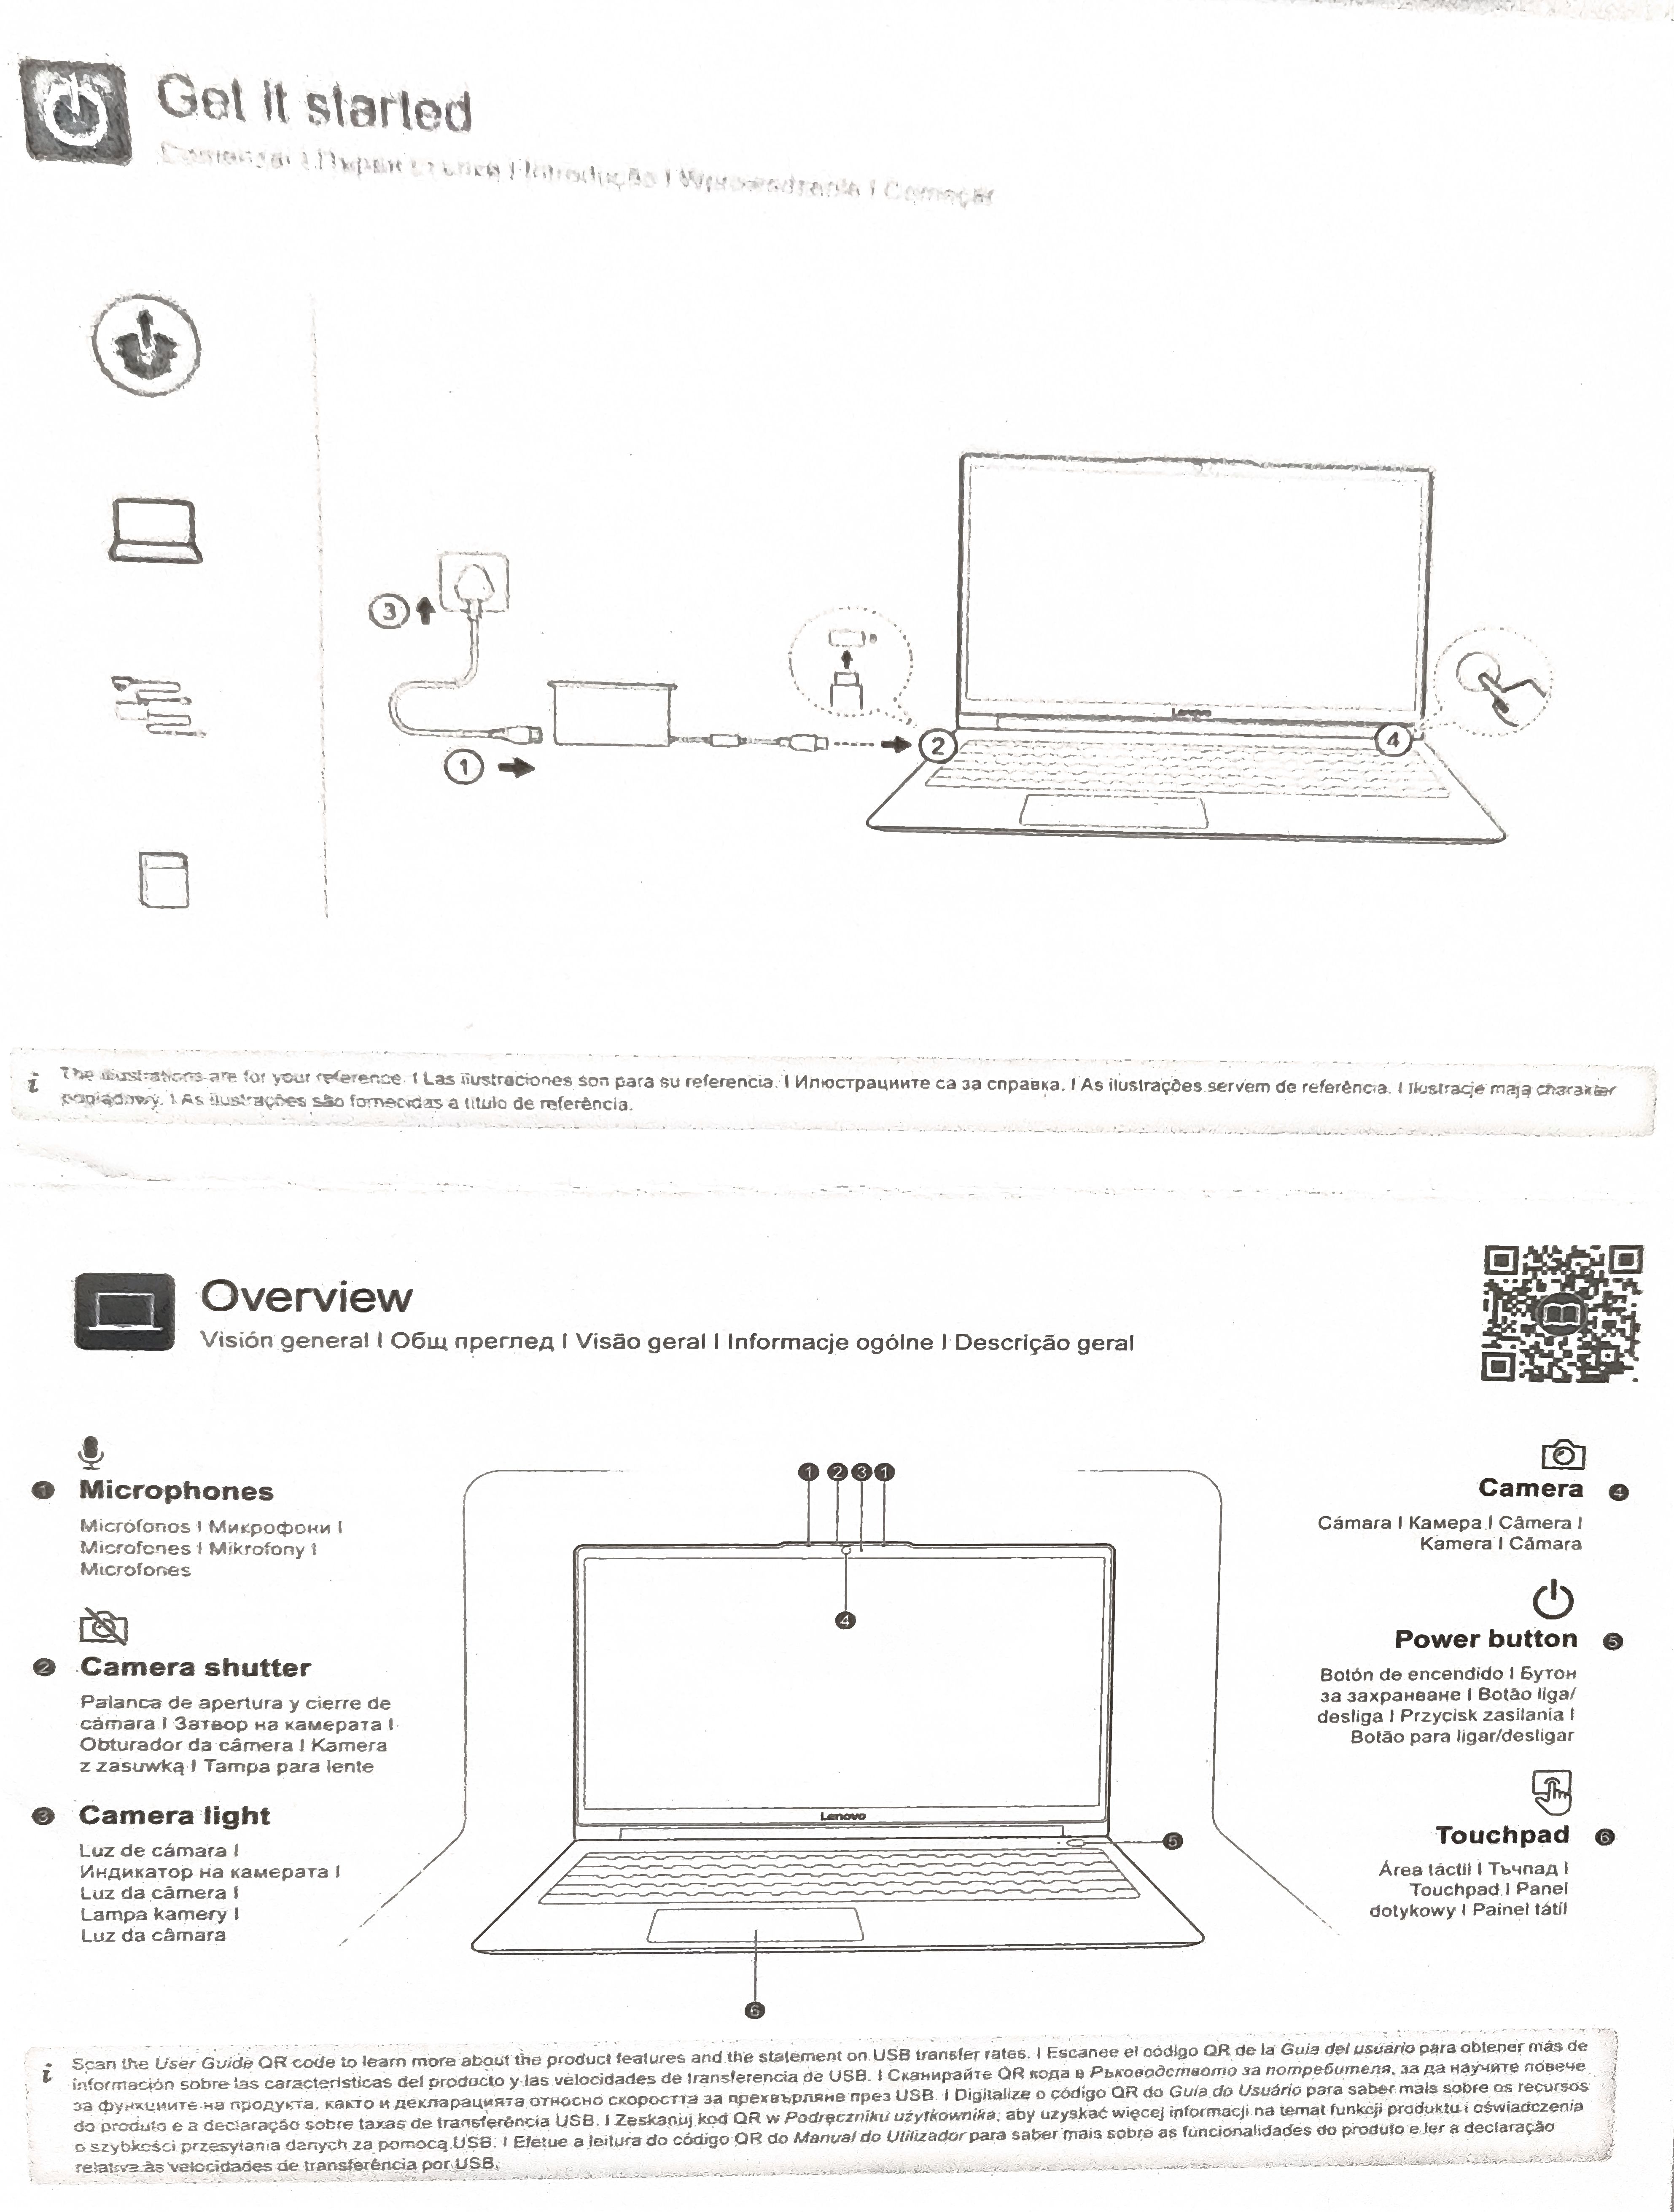 Get it started
Comenzar I Първи стъпки I Introdução I Wprowadzenie I Começar
3
1
2
4
Lenovo
i
The illustrations are for your reference. I Las ilustraciones son para su referencia. I Илюстрациите са за справка. I As ilustrações servem de referência. I Ilustracje mają charakter
poglądowy. I As ilustrações são fornecidas a título de referência.
Overview
Visión general I Общ преглед I Visão geral I Informacje ogólne I Descrição geral
1 Microphones
Micrófonos I Микрофони I
Microfones I Mikrofony I
Microfones
2 Camera shutter
Palanca de apertura y cierre de
cámara I Затвор на камерата I
Obturador da câmera I Kamera
z zasuwką I Tampa para lente
3 Camera light
Luz de cámara I
Индикатор на камерата I
Luz da câmera I
Lampa kamery I
Luz da câmara
1 2 3 1
4
Lenovo
5
6
Camera 4
Cámara I Камера I Câmera I
Kamera I Câmara
Power button 5
Botón de encendido I Бутон
за захранване I Botão liga/
desliga I Przycisk zasilania I
Botão para ligar/desligar
Touchpad 6
Área táctil I Тъчпад I
Touchpad I Panel
dotykowy I Painel tátil
i
Scan the User Guide QR code to learn more about the product features and the statement on USB transfer rates. I Escanee el código QR de la Guía del usuario para obtener más de
información sobre las características del producto y las velocidades de transferencia de USB. I Сканирайте QR кода в Ръководството за потребителя, за да научите повече
за функциите на продукта, както и декларацията относно скоростта за прехвърляне през USB. I Digitalize o código QR do Guia do Usuário para saber mais sobre os recursos
do produto e a declaração sobre taxas de transferência USB. I Zeskanuj kod QR w Podręczniku użytkownika, aby uzyskać więcej informacji na temat funkcji produktu i oświadczenia
o szybkości przesyłania danych za pomocą USB. I Efetue a leitura do código QR do Manual do Utilizador para saber mais sobre as funcionalidades do produto e ler a declaração
relativa às velocidades de transferência por USB.